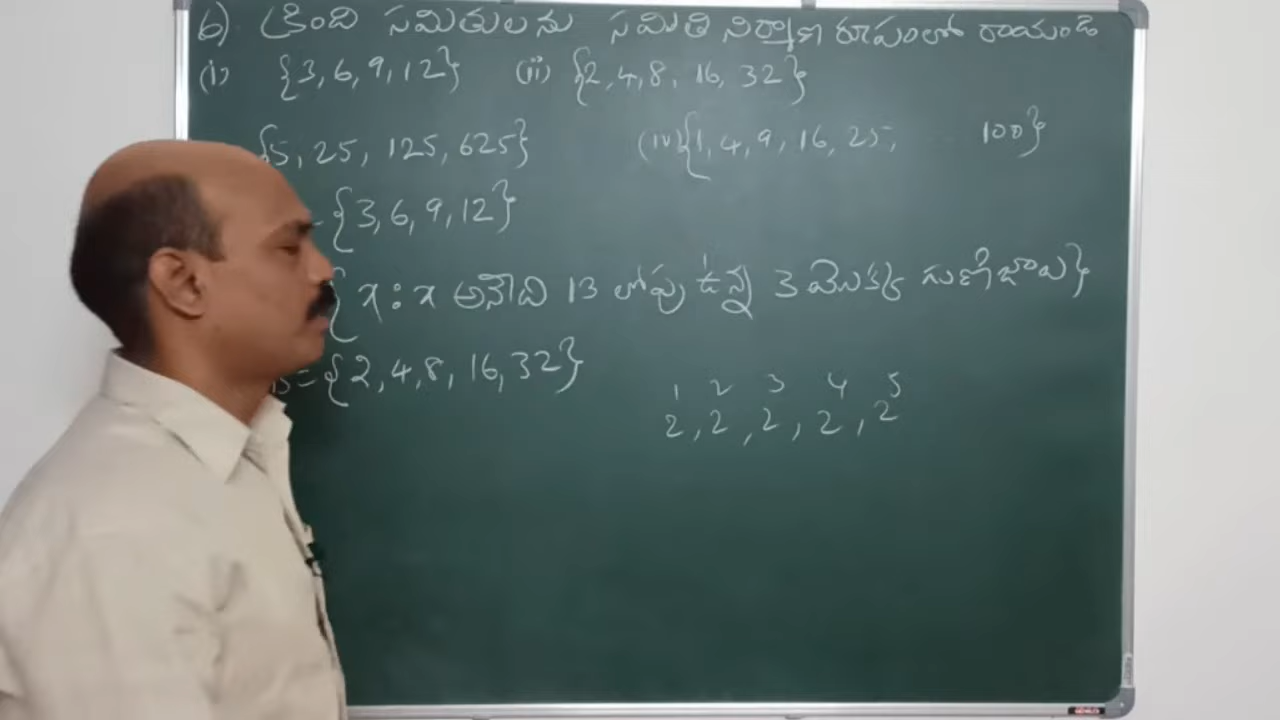 6) క్రింది సమితులను సమితి నిర్మాణ రూపంలో రాయండి
(i) {3, 6, 9, 12} (ii) {2, 4, 8, 16, 32}
{5, 25, 125, 625} (iv) {1, 4, 9, 16, 25, 100}
= {3, 6, 9, 12}
{x : x అనేది 13 లోపు ఉన్న 3 యొక్క గుణిజాలు}
B = {2, 4, 8, 16, 32}
1 2 3 4 5
2, 2, 2, 2, 2